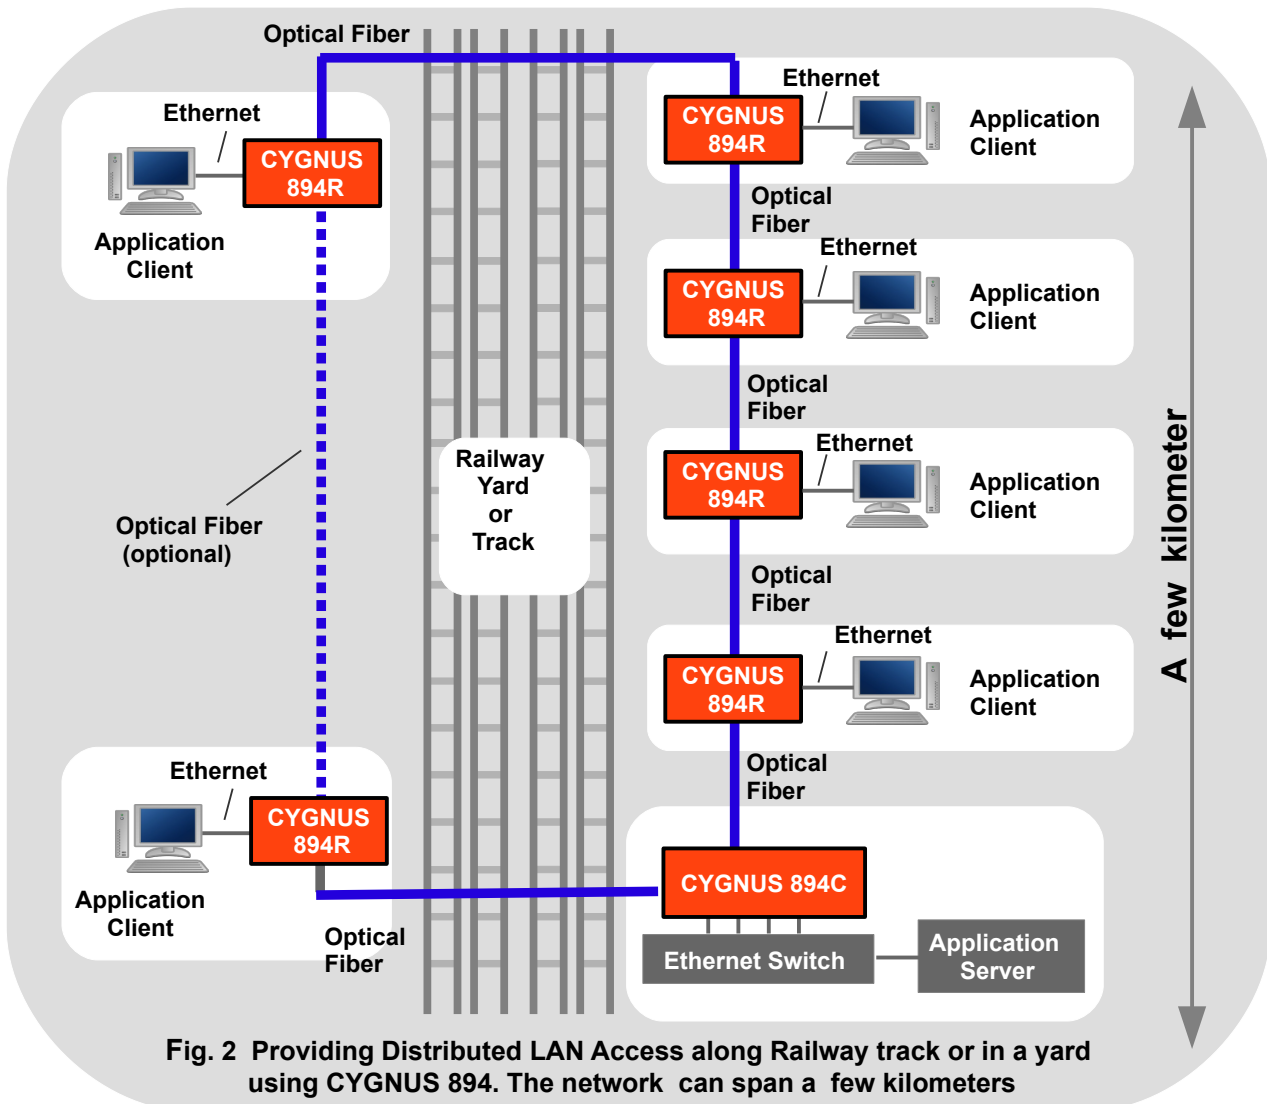 Optical Fiber
Ethernet
CYGNUS
894R
Application
Client
Ethernet
CYGNUS
894R
Application
Client
Optical
Fiber
Ethernet
CYGNUS
894R
Application
Client
Optical
Fiber
Ethernet
CYGNUS
894R
Application
Client
Optical
Fiber
Ethernet
CYGNUS
894R
Application
Client
Optical
Fiber
Optical Fiber
(optional)
Railway
Yard
or
Track
A few kilometer
Ethernet
CYGNUS
894R
Application
Client
Optical
Fiber
CYGNUS 894C
Ethernet Switch
Application
Server
Fig. 2 Providing Distributed LAN Access along Railway track or in a yard
using CYGNUS 894. The network can span a few kilometers